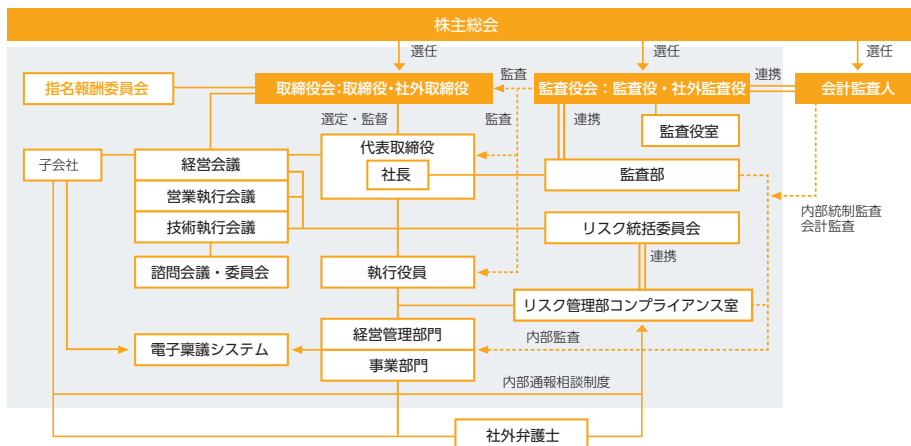 株主総会
選任
選任
選任
指名報酬委員会
取締役会:取締役・社外取締役
監査
監査役会:監査役・社外監査役
連携
会計監査人
選定・監督
監査
連携
監査役室
子会社
経営会議
代表取締役
社長
監査部
営業執行会議
内部統制監査
会計監査
技術執行会議
リスク統括委員会
諮問会議・委員会
執行役員
連携
リスク管理部コンプライアンス室
電子稟議システム
経営管理部門
内部監査
事業部門
内部通報相談制度
社外弁護士